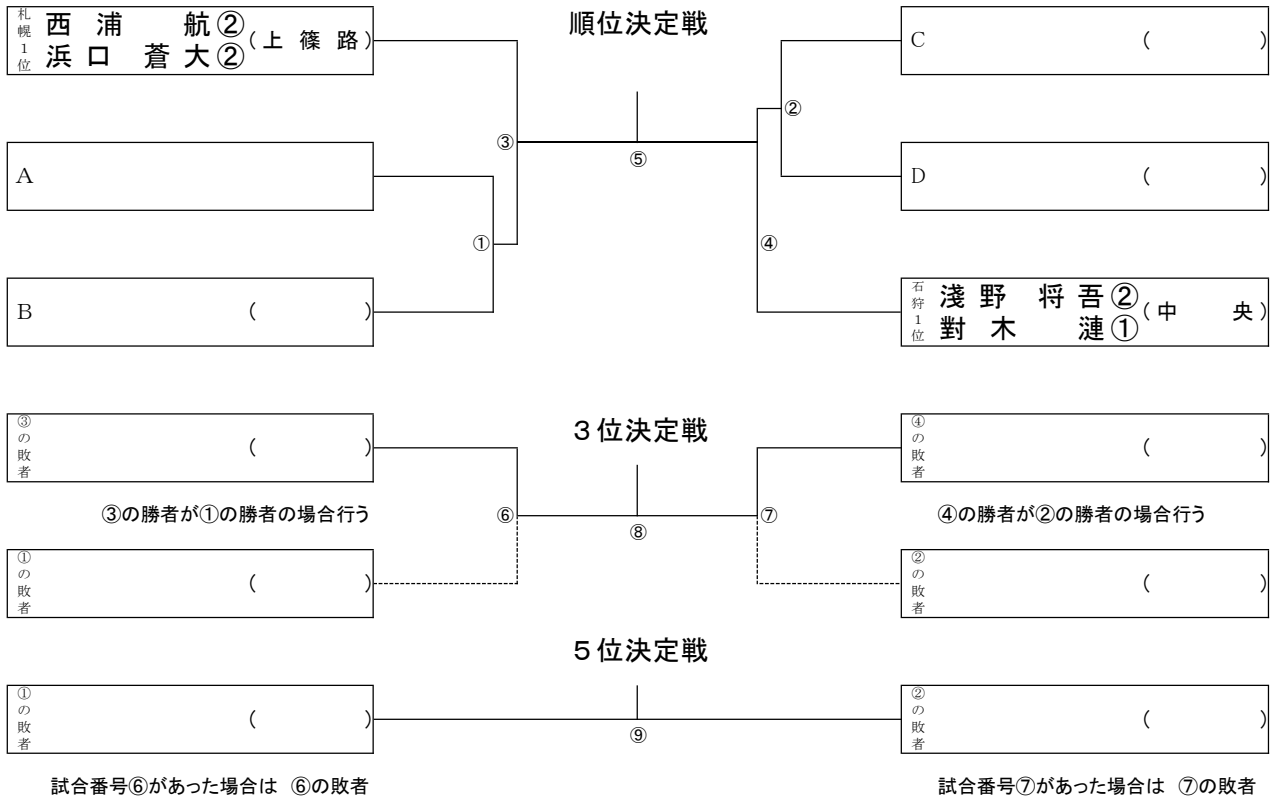 順位決定戦
札幌1位 西浦 航② 浜口 蒼大② (上篠路)
A
B ( )
C ( )
D ( )
石狩1位 淺野 将吾② 對木 漣① (中央)
①
②
③
④
⑤
3位決定戦
③の敗者 ( )
④の敗者 ( )
③の勝者が①の勝者の場合行う
④の勝者が②の勝者の場合行う
⑥
⑦
⑧
①の敗者 ( )
②の敗者 ( )
5位決定戦
①の敗者 ( )
②の敗者 ( )
⑨
試合番号⑥があった場合は ⑥の敗者
試合番号⑦があった場合は ⑦の敗者